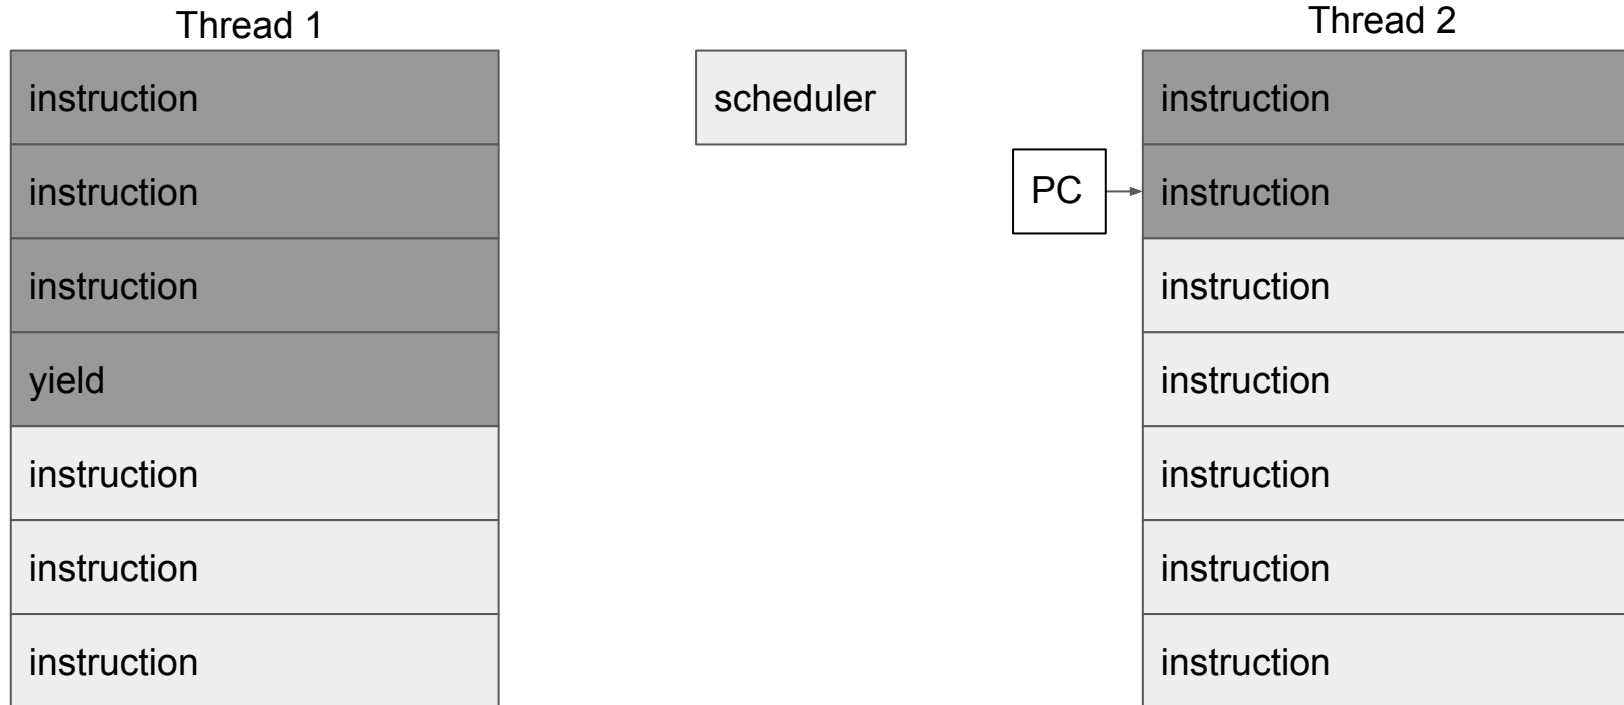 Thread 1
instruction
instruction
instruction
yield
instruction
instruction
instruction
scheduler
PC
Thread 2
instruction
instruction
instruction
instruction
instruction
instruction
instruction